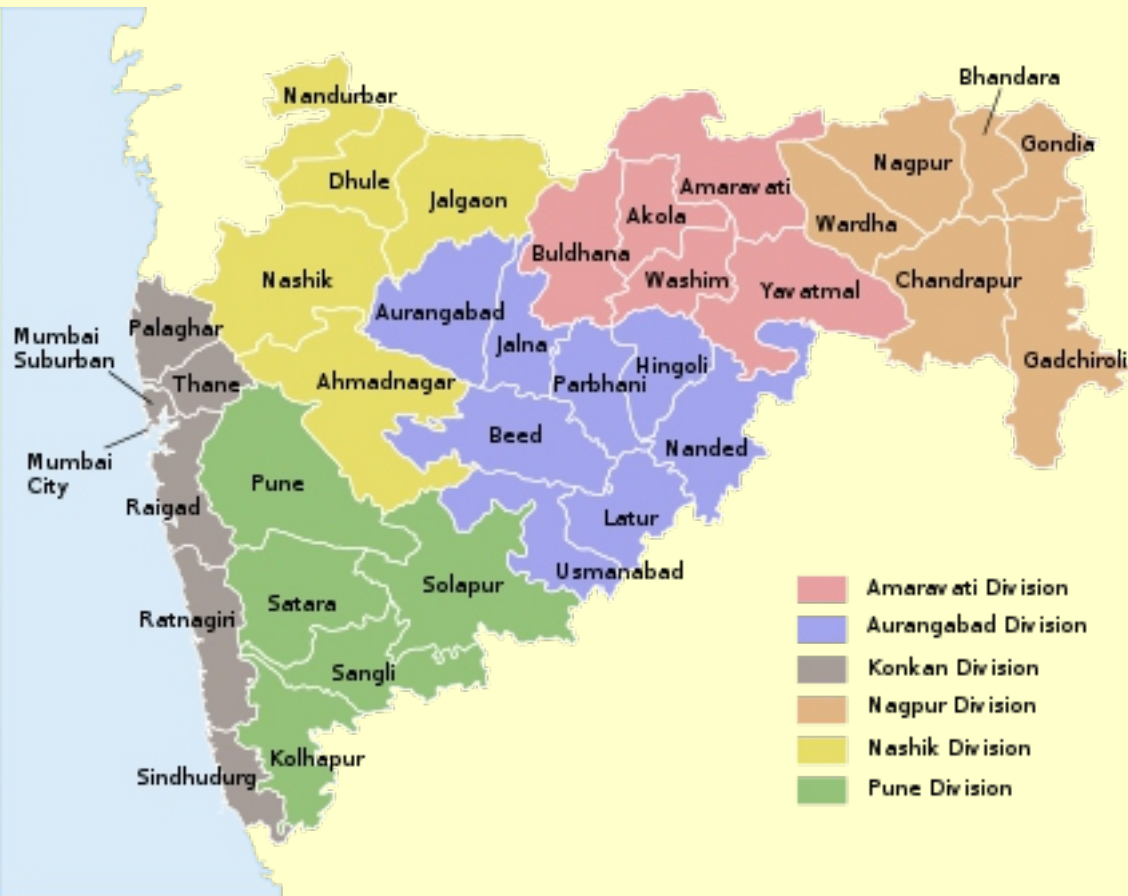 Bhandara
Nandurbar
Gondia
Nagpur
Dhule
Amaravati
Jalgaon
Akola
Wardha
Buldhana
Nashik
Washim
Chandrapur
Yavatmal
Aurangabad
Palaghar
Mumbai
Suburban
Jalna
Hingoli
Gadchiroli
Thane
Ahmadnagar
Parbhani
Beed
Nanded
Mumbai
City
Pune
Raigad
Latur
Usmanabad
Solapur
Satara
Ratnagiri
Sangli
Kolhapur
Sindhudurg
Amaravati Division
Aurangabad Division
Konkan Division
Nagpur Division
Nashik Division
Pune Division